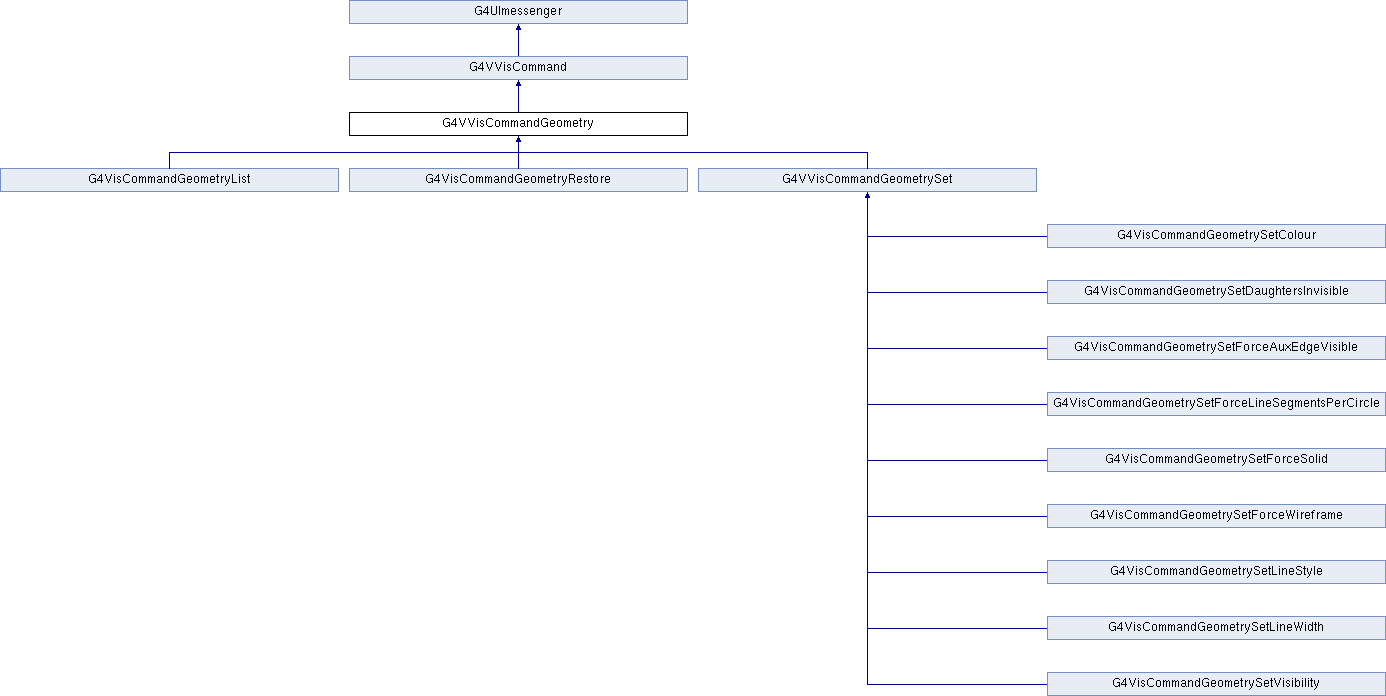 G4UImessenger
G4VVisCommand
G4VVisCommandGeometry
G4VisCommandGeometryList
G4VisCommandGeometryRestore
G4VVisCommandGeometrySet
G4VisCommandGeometrySetColour
G4VisCommandGeometrySetDaughtersInvisible
G4VisCommandGeometrySetForceAuxEdgeVisible
G4VisCommandGeometrySetForceLineSegmentsPerCircle
G4VisCommandGeometrySetForceSolid
G4VisCommandGeometrySetForceWireframe
G4VisCommandGeometrySetLineStyle
G4VisCommandGeometrySetLineWidth
G4VisCommandGeometrySetVisibility